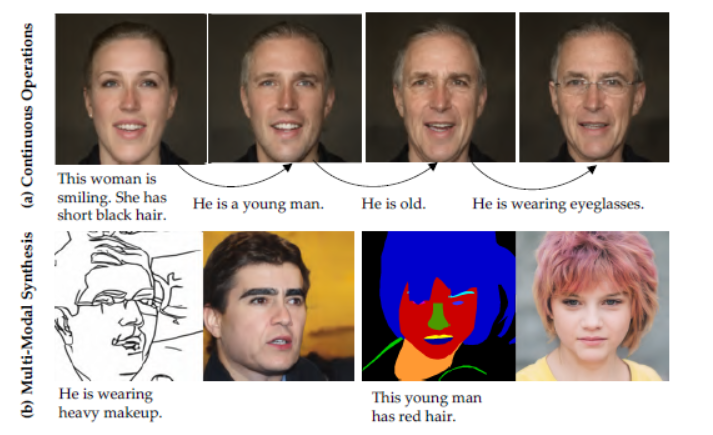 (a) Continuous Operations
This woman is
smiling. She has
short black hair.
He is a young man.
He is old.
He is wearing eyeglasses.
(b) Multi-Modal Synthesis
He is wearing
heavy makeup.
This young man
has red hair.